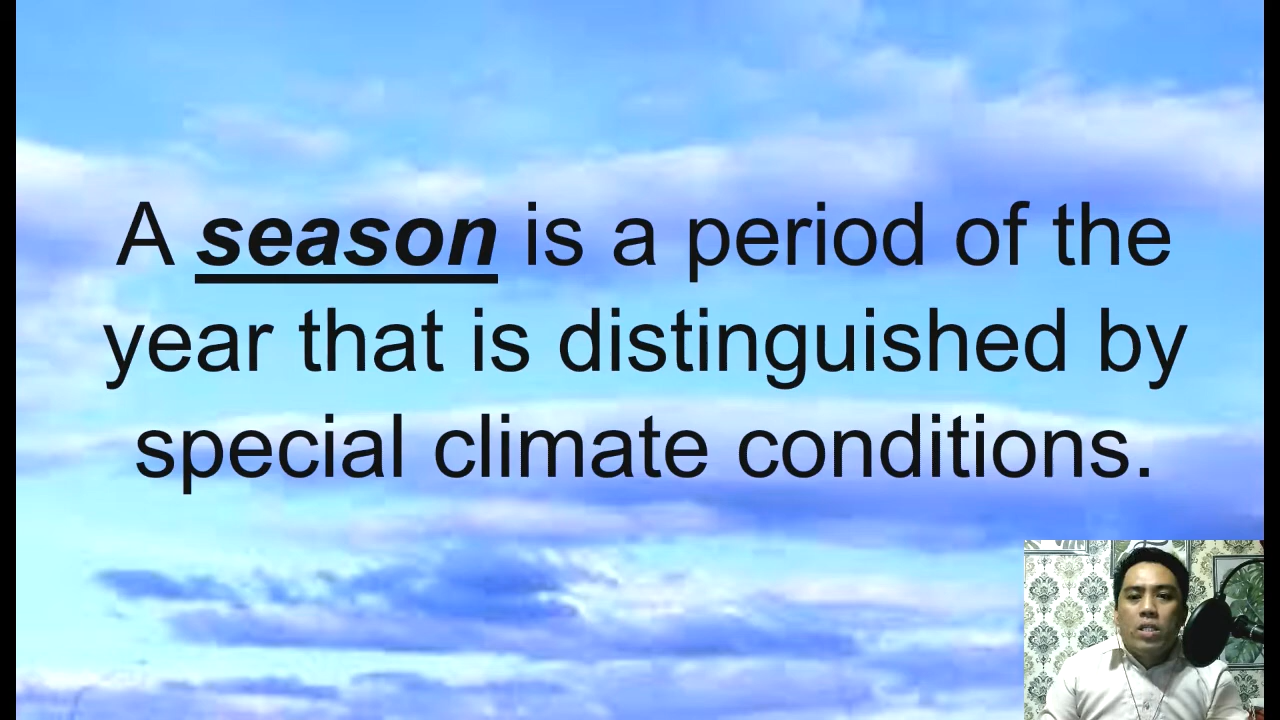 A season is a period of the
year that is distinguished by
special climate conditions.